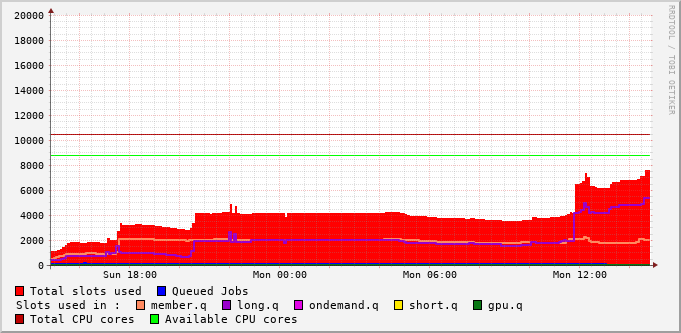 20000
18000
16000
14000
12000
10000
8000
6000
4000
2000
0
Sun 18:00 Mon 00:00 Mon 06:00 Mon 12:00
RRDTOOL / TOBI OETIKER
Total slots used Queued Jobs
Slots used in : member.q long.q ondemand.q short.q gpu.q
Total CPU cores Available CPU cores